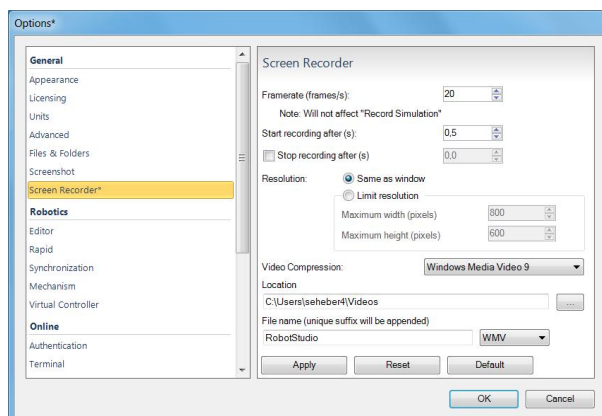 Options*
General
Appearance
Licensing
Units
Advanced
Files & Folders
Screenshot
Screen Recorder*
Robotics
Editor
Rapid
Synchronization
Mechanism
Virtual Controller
Online
Authentication
Terminal
Screen Recorder
Framerate (frames/s): 20
Note: Will not affect "Record Simulation"
Start recording after (s): 0,5
Stop recording after (s) 0,0
Resolution: Same as window
Limit resolution
Maximum width (pixels) 800
Maximum height (pixels) 600
Video Compression: Windows Media Video 9
Location
C:\Users\seheber4\Videos ...
File name (unique suffix will be appended)
RobotStudio WMV
Apply Reset Default
OK Cancel